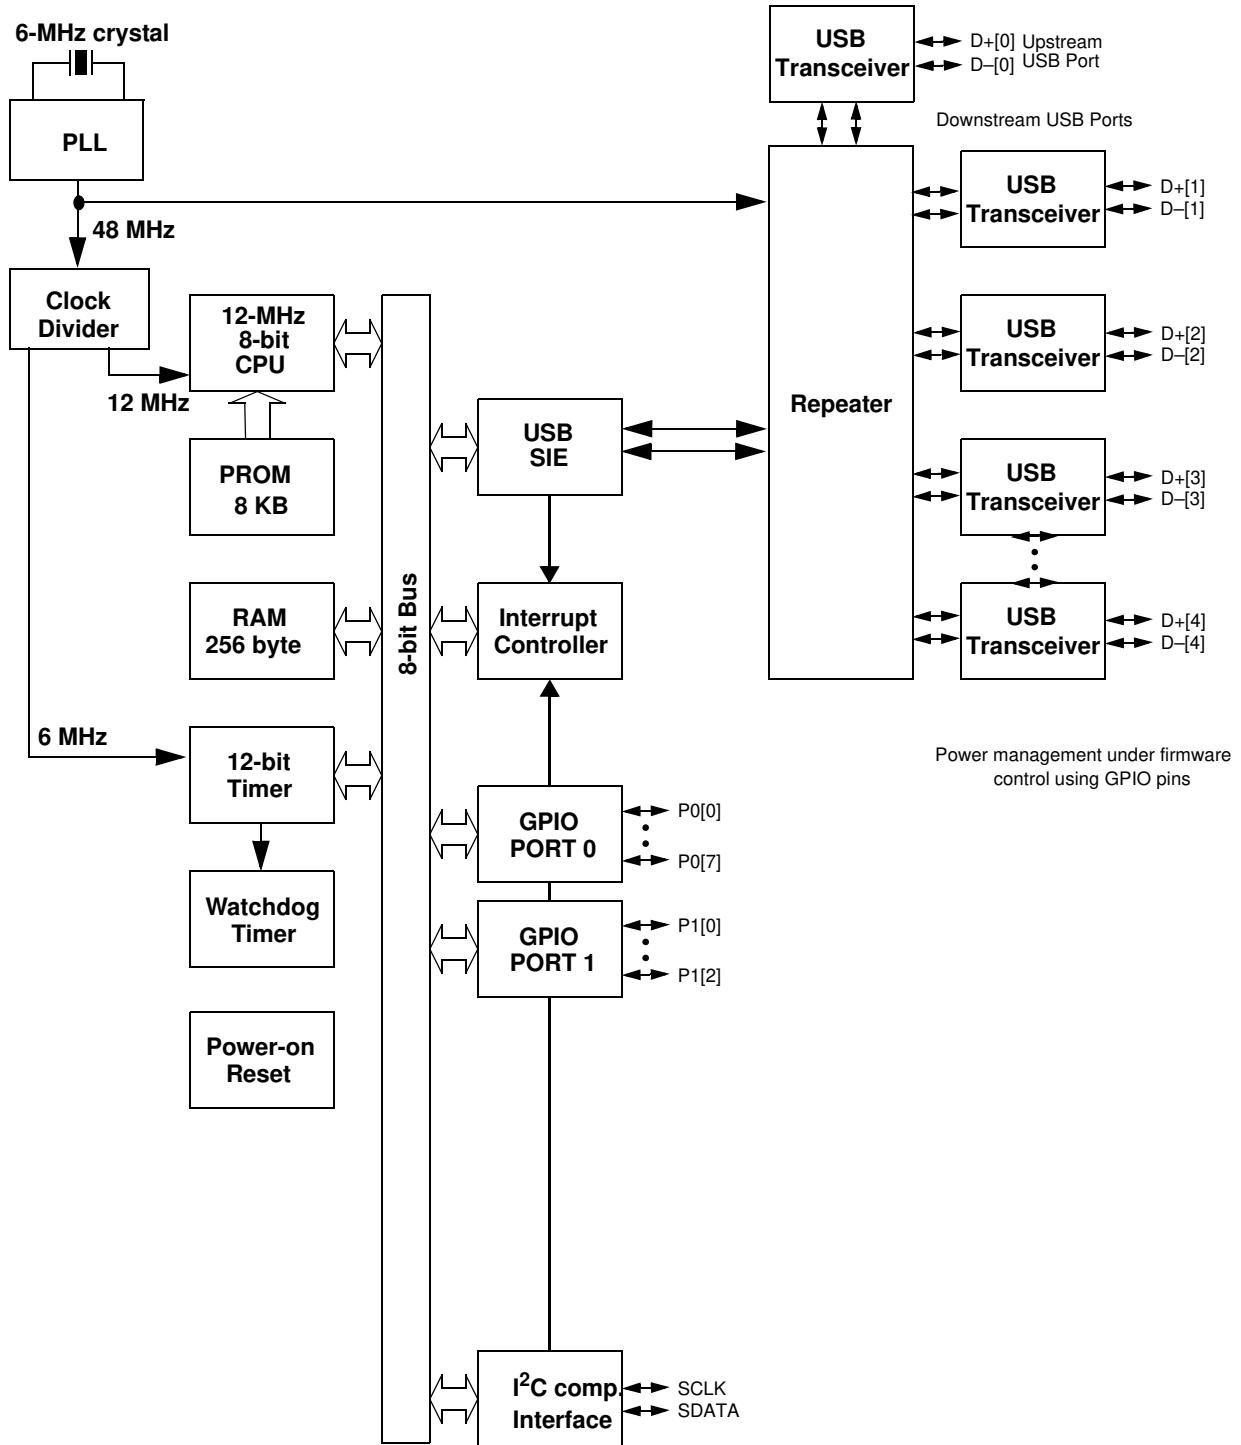 6-MHz crystal
PLL
48 MHz
Clock
Divider
12-MHz
8-bit
CPU
12 MHz
PROM
8 KB
RAM
256 byte
6 MHz
12-bit
Timer
Watchdog
Timer
Power-on
Reset
8-bit Bus
USB
SIE
Interrupt
Controller
GPIO
PORT 0
P0[0]
P0[7]
GPIO
PORT 1
P1[0]
P1[2]
I²C comp.
Interface
SCLK
SDATA
Repeater
USB
Transceiver
D+[0] Upstream
D–[0] USB Port
Downstream USB Ports
USB
Transceiver
D+[1]
D–[1]
USB
Transceiver
D+[2]
D–[2]
USB
Transceiver
D+[3]
D–[3]
USB
Transceiver
D+[4]
D–[4]
Power management under firmware
control using GPIO pins